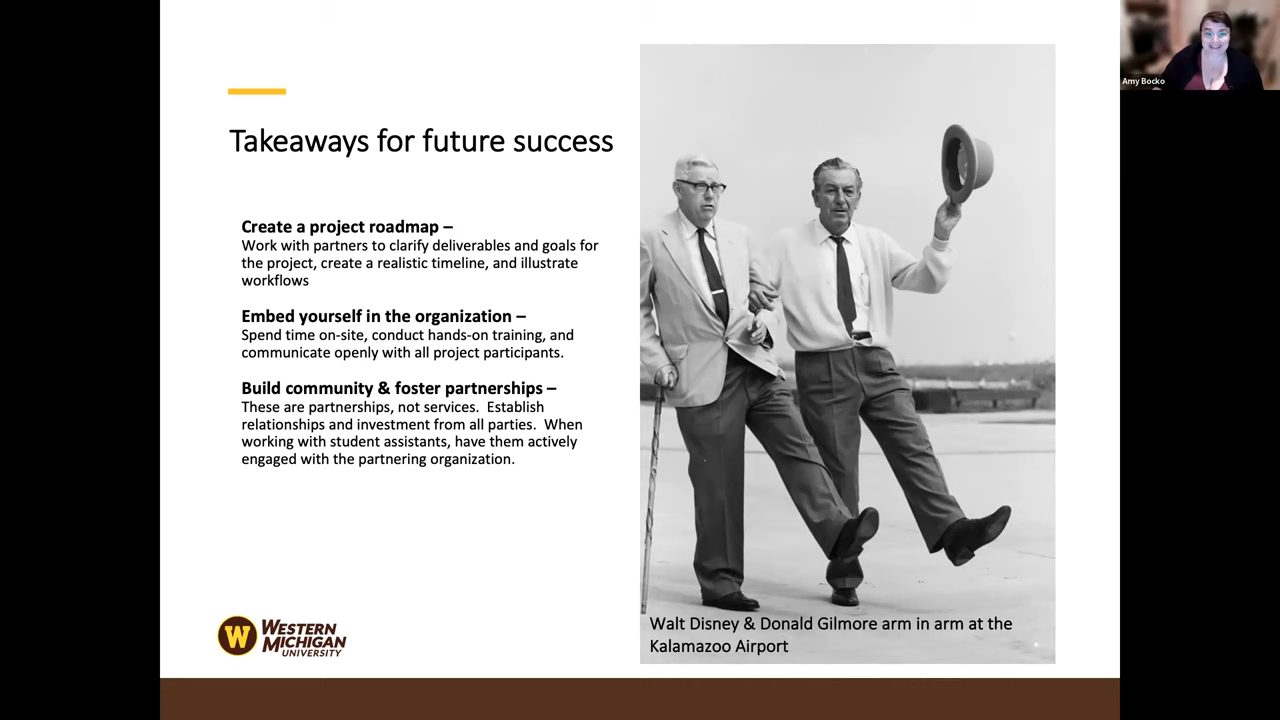 Takeaways for future success
Create a project roadmap –
Work with partners to clarify deliverables and goals for
the project, create a realistic timeline, and illustrate
workflows
Embed yourself in the organization –
Spend time on-site, conduct hands-on training, and
communicate openly with all project participants.
Build community & foster partnerships –
These are partnerships, not services.  Establish
relationships and investment from all parties.  When
working with student assistants, have them actively
engaged with the partnering organization.
W
WESTERN
MICHIGAN
UNIVERSITY
Walt Disney & Donald Gilmore arm in arm at the
Kalamazoo Airport
Amy Bocko